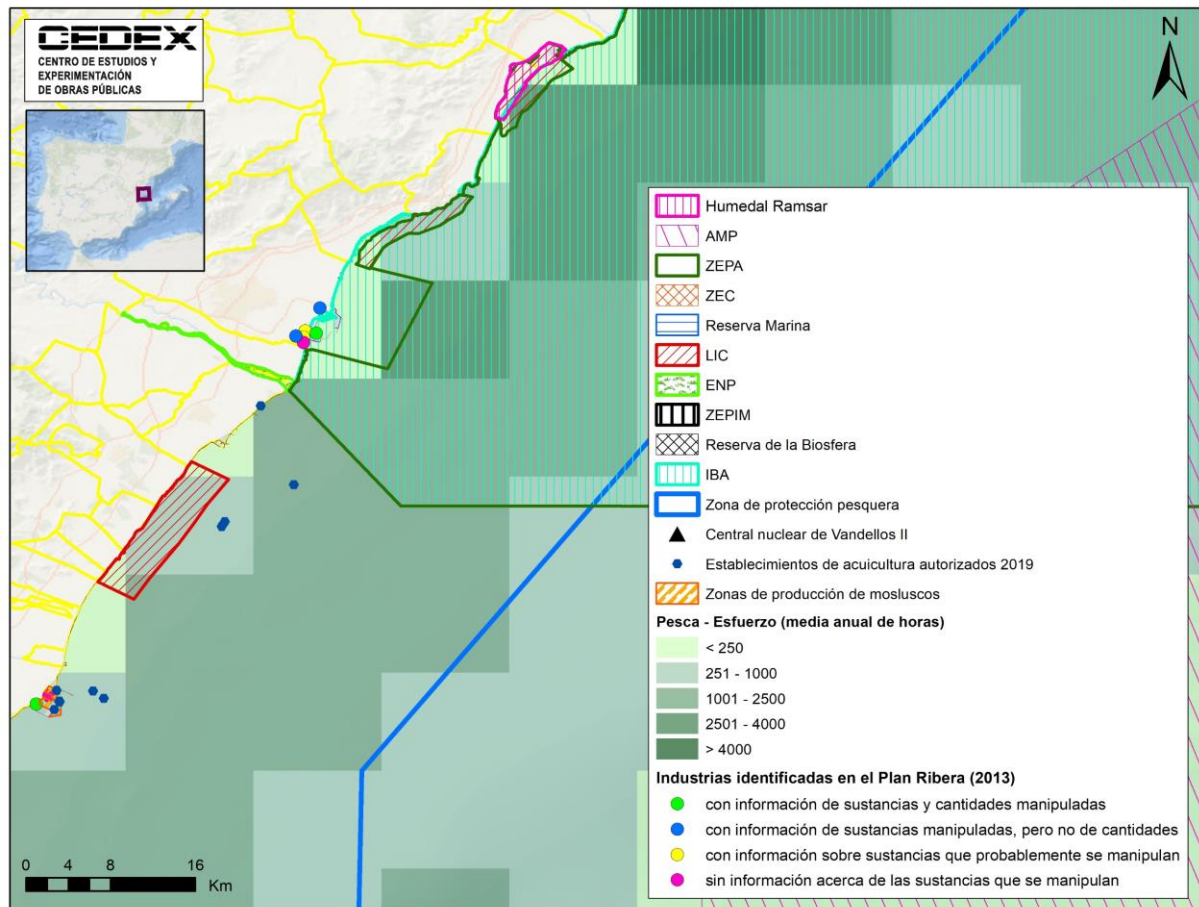 CEDEX
CENTRO DE ESTUDIOS Y
EXPERIMENTACIÓN
DE OBRAS PÚBLICAS
N
Humedal Ramsar
AMP
ZEPA
ZEC
Reserva Marina
LIC
ENP
ZEPIM
Reserva de la Biosfera
IBA
Zona de protección pesquera
Central nuclear de Vandellos II
Establecimientos de acuicultura autorizados 2019
Zonas de producción de mosluscos
Pesca - Esfuerzo (media anual de horas)
< 250
251 - 1000
1001 - 2500
2501 - 4000
> 4000
Industrias identificadas en el Plan Ribera (2013)
con información de sustancias y cantidades manipuladas
con información de sustancias manipuladas, pero no de cantidades
con información sobre sustancias que probablemente se manipulan
sin información acerca de las sustancias que se manipulan
0 4 8 16
Km